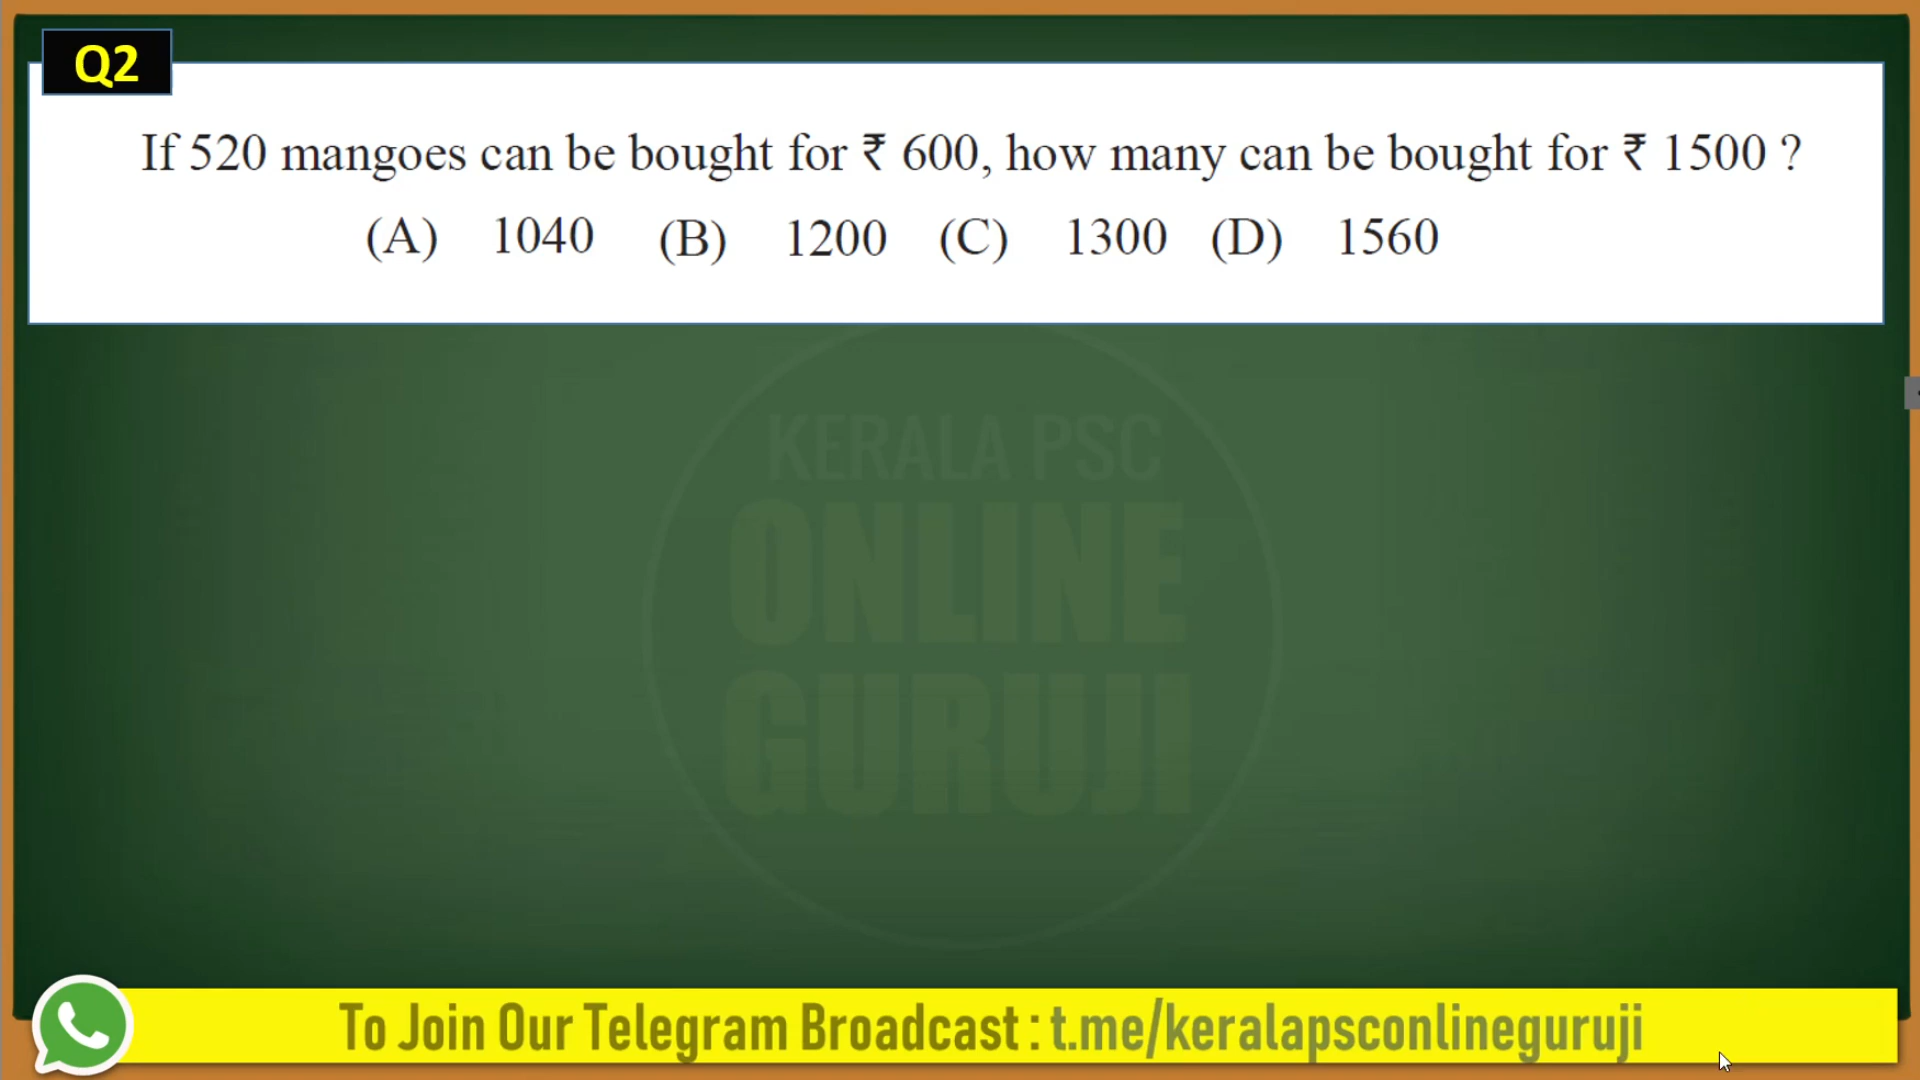 Q2
If 520 mangoes can be bought for ₹ 600, how many can be bought for ₹ 1500 ?
(A) 1040 (B) 1200 (C) 1300 (D) 1560
KERALA PSC
ONLINE
GURUJI
To Join Our Telegram Broadcast : t.me/keralapsconlineguruji